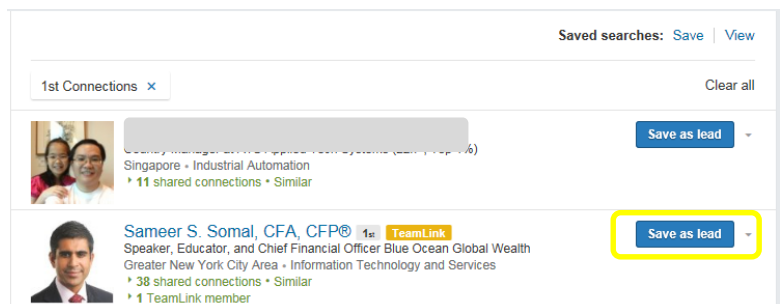 Saved searches: Save | View
1st Connections ×
Clear all
Save as lead
Singapore • Industrial Automation
11 shared connections • Similar
Sameer S. Somal, CFA, CFP® 1st TeamLink
Save as lead
Speaker, Educator, and Chief Financial Officer Blue Ocean Global Wealth
Greater New York City Area • Information Technology and Services
38 shared connections • Similar
1 TeamLink member